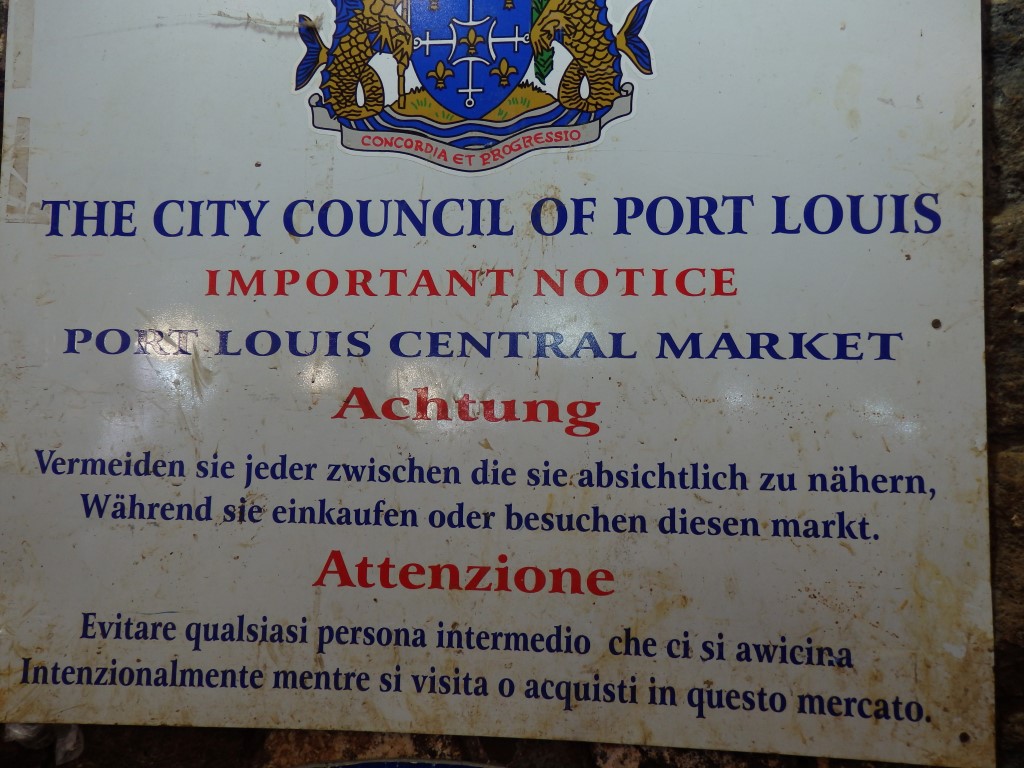 CONCORDIA ET PROGRESSIO
THE CITY COUNCIL OF PORT LOUIS
IMPORTANT NOTICE
PORT LOUIS CENTRAL MARKET
Achtung
Vermeiden sie jeder zwischen die sie absichtlich zu nähern,
Während sie einkaufen oder besuchen diesen markt.
Attenzione
Evitare qualsiasi persona intermedio che ci si awicina
Intenzionalmente mentre si visita o acquisti in questo mercato.